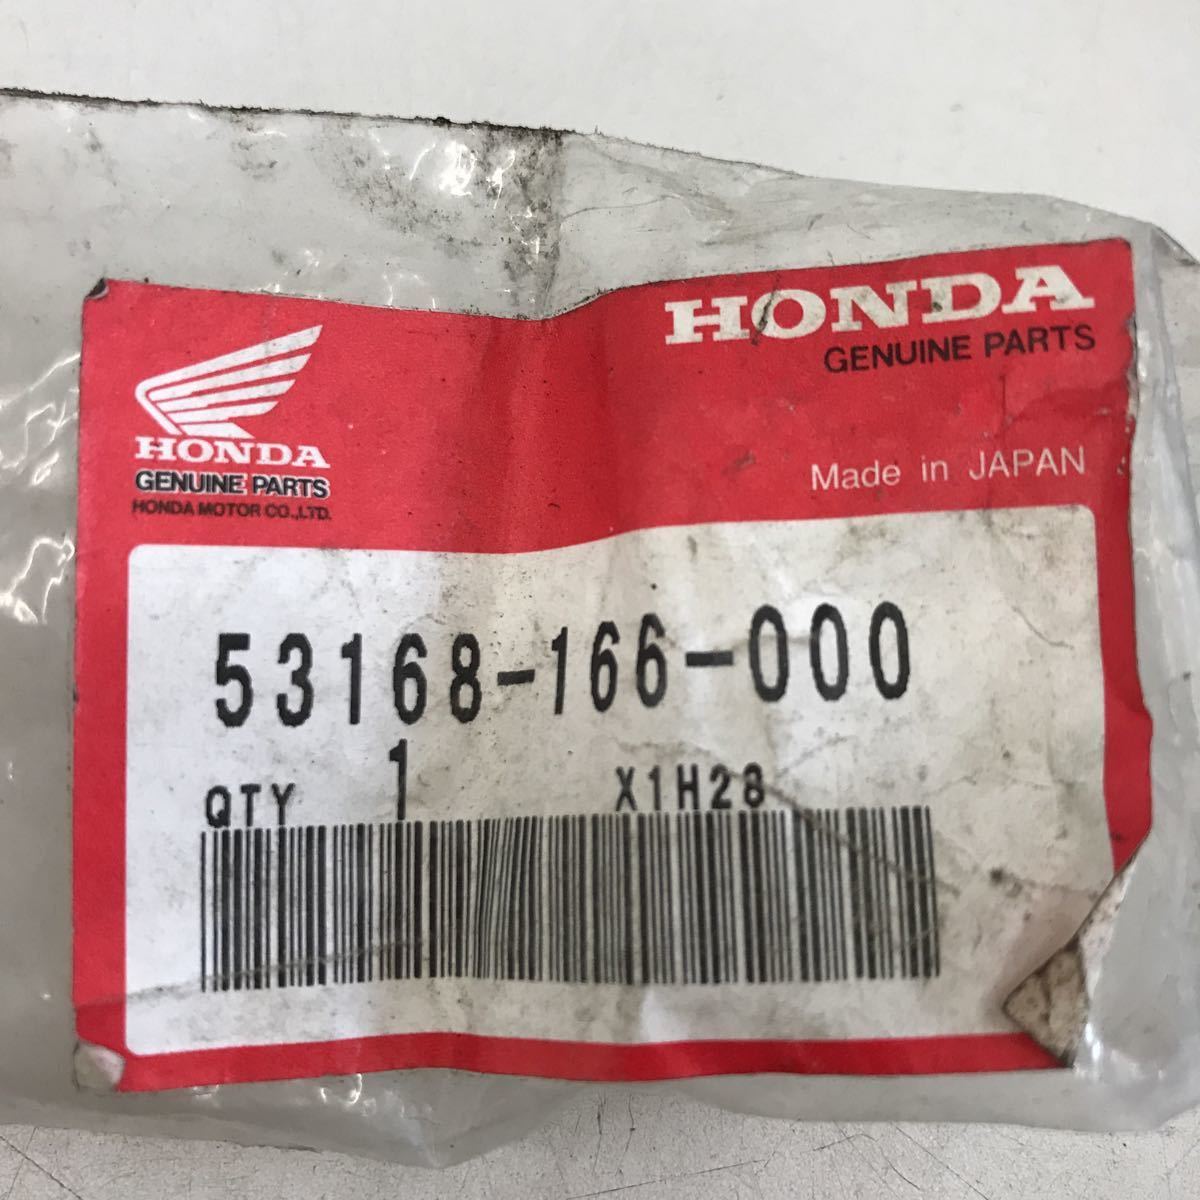 HONDA
GENUINE PARTS
Made in JAPAN
HONDA
GENUINE PARTS
HONDA MOTOR CO.,LTD.
53168-166-000
QTY 1 X1H28